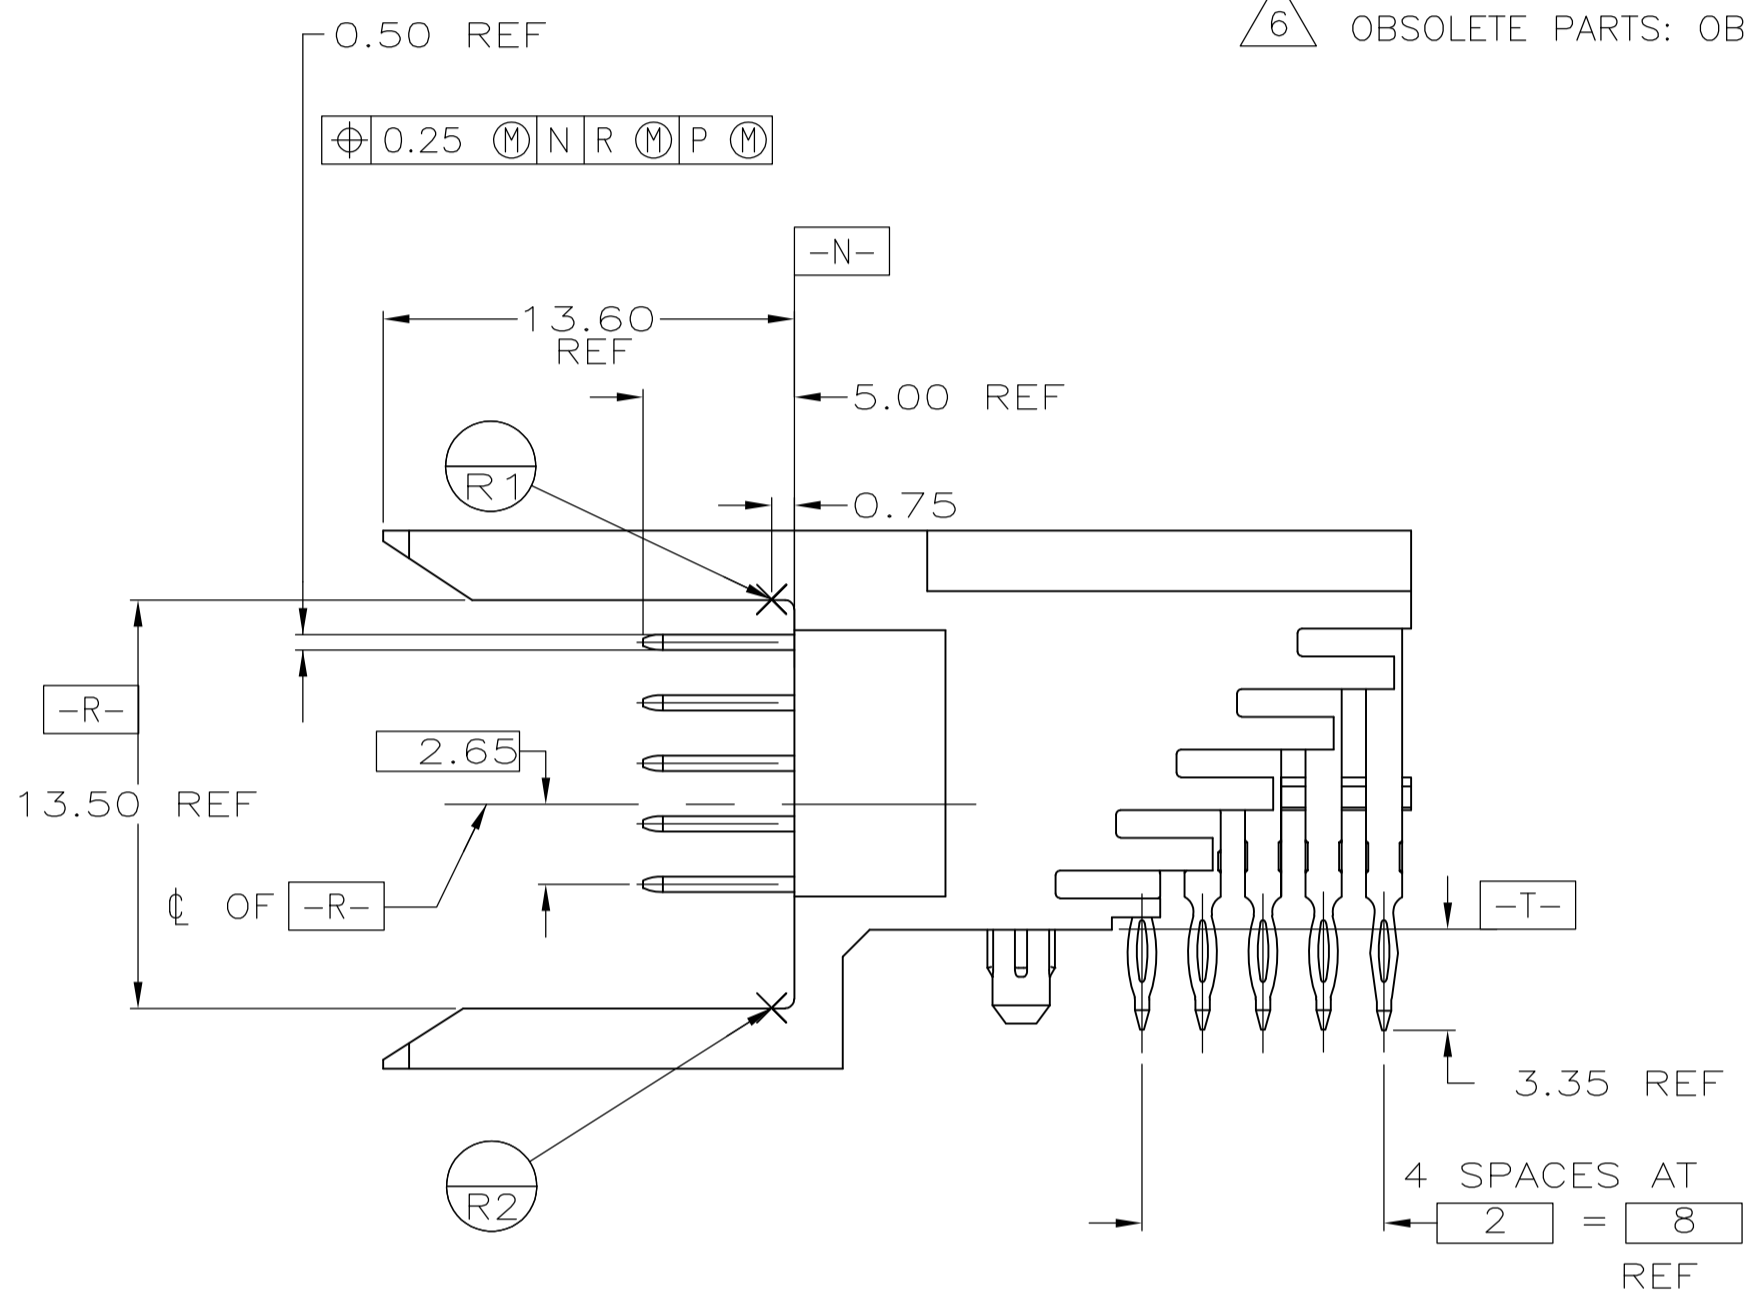 0.50 REF
6 OBSOLETE PARTS: OB
⌖ 0.25 Ⓜ N R Ⓜ P Ⓜ
-N-
13.60
REF
5.00 REF
R1
0.75
-R-
2.65
13.50 REF
℄ OF -R-
-T-
3.35 REF
R2
4 SPACES AT
2 = 8
REF